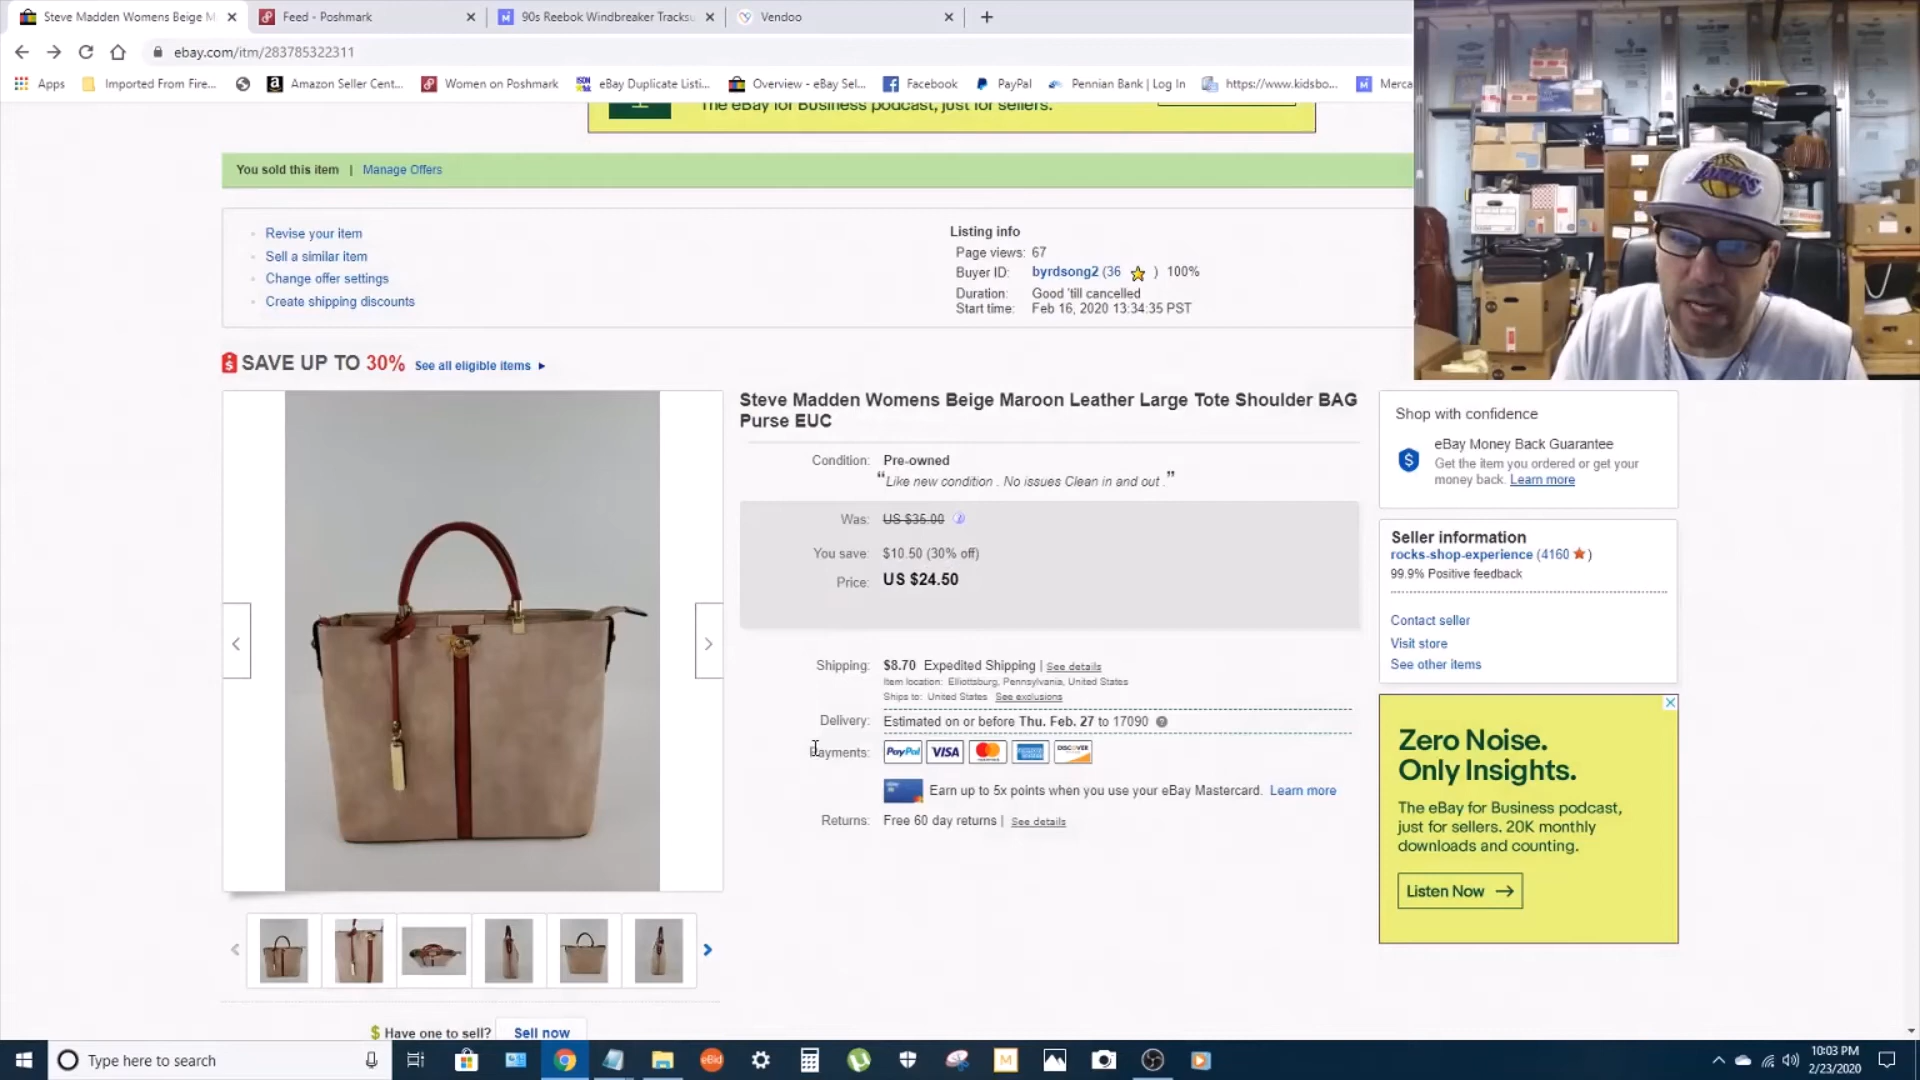 Steve Madden Womens Beige M
Feed - Poshmark
90s Reebok Windbreaker Tracksu
Vendoo
ebay.com/itm/283785322311
Apps
Imported From Fire...
Amazon Seller Cent...
Women on Poshmark
eBay Duplicate Listi...
Overview - eBay Sel...
Facebook
PayPal
Pennian Bank | Log In
https://www.kidsbo...
Merca
The eBay for Business podcast, just for sellers.
You sold this item | Manage Offers
Revise your item
Sell a similar item
Change offer settings
Create shipping discounts
Listing info
Page views: 67
Buyer ID: byrdsong2 (36 ) 100%
Duration: Good 'till cancelled
Start time: Feb 16, 2020 13:34:35 PST
SAVE UP TO 30% See all eligible items
Steve Madden Womens Beige Maroon Leather Large Tote Shoulder BAG
Purse EUC
Condition: Pre-owned
“Like new condition . No issues Clean in and out .”
Was: US $35.00
You save: $10.50 (30% off)
Price: US $24.50
Shipping: $8.70 Expedited Shipping | See details
Item location: Elliottsburg, Pennsylvania, United States
Ships to: United States See exclusions
Delivery: Estimated on or before Thu. Feb. 27 to 17090
Payments: PayPal VISA DISCOVER
Earn up to 5x points when you use your eBay Mastercard. Learn more
Returns: Free 60 day returns | See details
Have one to sell? Sell now
Shop with confidence
eBay Money Back Guarantee
Get the item you ordered or get your
money back. Learn more
Seller information
rocks-shop-experience (4160 )
99.9% Positive feedback
Contact seller
Visit store
See other items
Zero Noise.
Only Insights.
The eBay for Business podcast,
just for sellers. 20K monthly
downloads and counting.
Listen Now
LAKERS
Type here to search
eBid
M
10:03 PM
2/23/2020